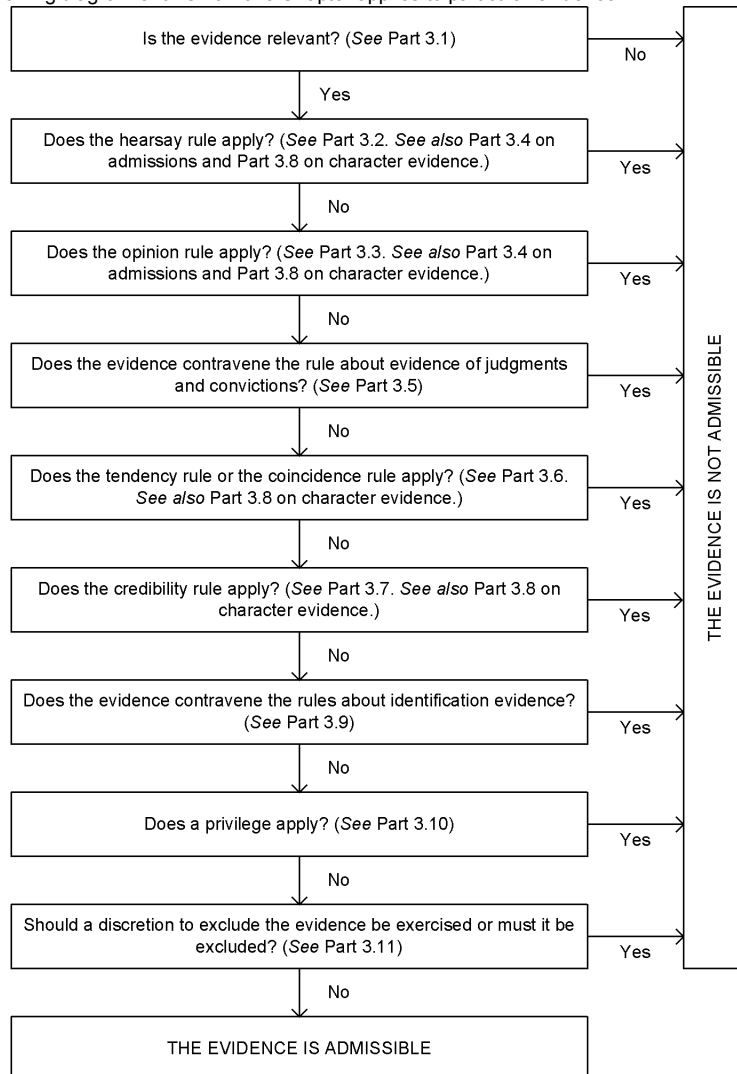 Is the evidence relevant? (See Part 3.1)
No
Yes
Does the hearsay rule apply? (See Part 3.2. See also Part 3.4 on
admissions and Part 3.8 on character evidence.)
Yes
No
Does the opinion rule apply? (See Part 3.3. See also Part 3.4 on
admissions and Part 3.8 on character evidence.)
Yes
No
Does the evidence contravene the rule about evidence of judgments
and convictions? (See Part 3.5)
Yes
No
Does the tendency rule or the coincidence rule apply? (See Part 3.6.
See also Part 3.8 on character evidence.)
Yes
No
Does the credibility rule apply? (See Part 3.7. See also Part 3.8 on
character evidence.)
Yes
No
Does the evidence contravene the rules about identification evidence?
(See Part 3.9)
Yes
No
Does a privilege apply? (See Part 3.10)
Yes
No
Should a discretion to exclude the evidence be exercised or must it be
excluded? (See Part 3.11)
Yes
No
THE EVIDENCE IS ADMISSIBLE
THE EVIDENCE IS NOT ADMISSIBLE